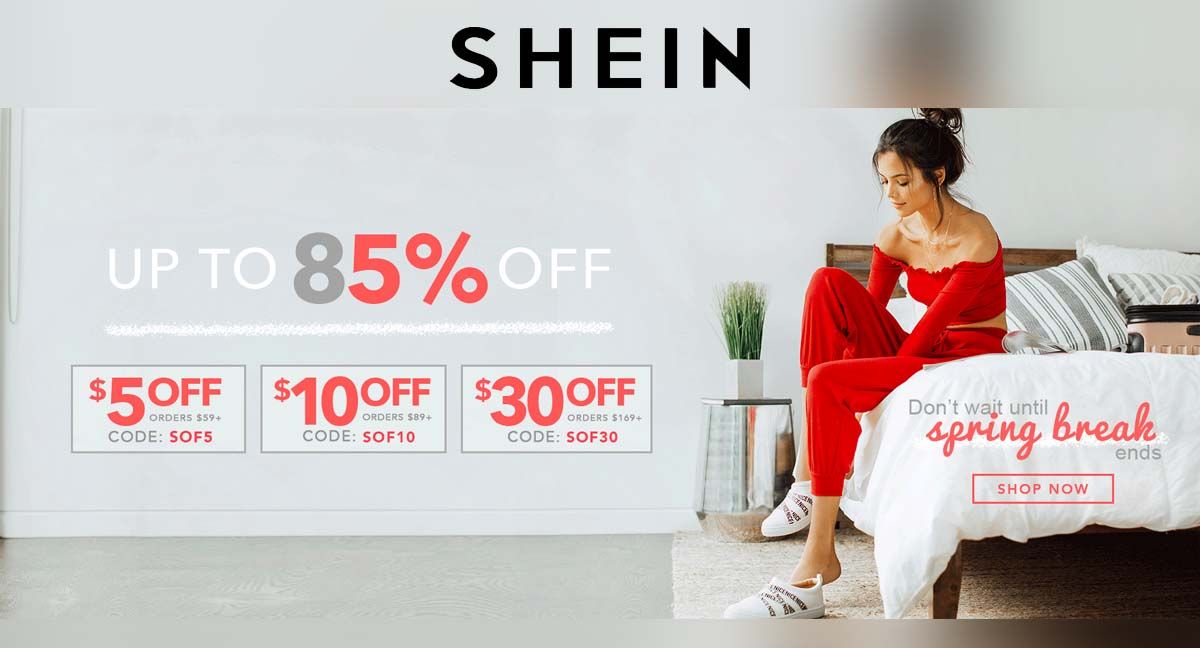 SHEIN
UP TO 85% OFF
$5 OFF
ORDERS $59+
CODE: SOF5
$10 OFF
ORDERS $89+
CODE: SOF10
$30 OFF
ORDERS $169+
CODE: SOF30
Don't wait until
spring break
ends
SHOP NOW